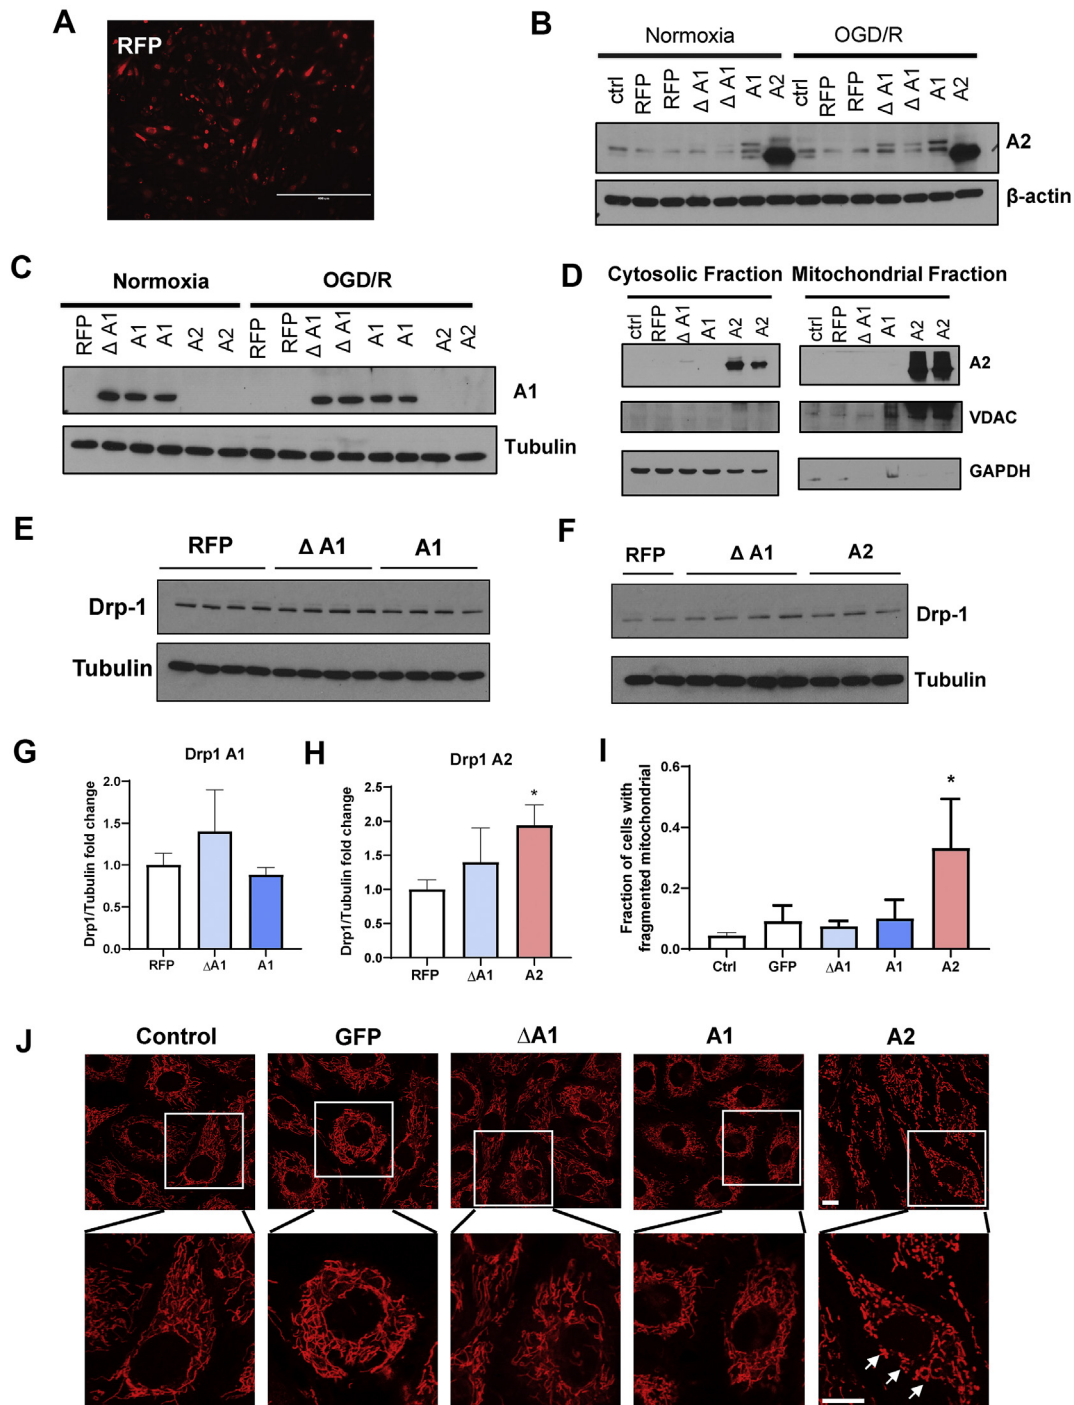 A
RFP
B
Normoxia OGD/R
ctrl RFP RFP Δ A1 Δ A1 A1 A2 ctrl RFP RFP Δ A1 Δ A1 A1 A2
A2
β-actin
C
Normoxia OGD/R
RFP Δ A1 A1 A1 A2 A2 RFP RFP Δ A1 Δ A1 A1 A1 A2 A2
A1
Tubulin
D
Cytosolic Fraction Mitochondrial Fraction
ctrl RFP Δ A1 A1 A2 A2 ctrl RFP Δ A1 A1 A2 A2
A2
VDAC
GAPDH
E
RFP Δ A1 A1
Drp-1
Tubulin
F
RFP Δ A1 A2
Drp-1
Tubulin
G
Drp1 A1
Drp1/Tubulin fold change
2.0
1.5
1.0
0.5
0.0
RFP ΔA1 A1
H
Drp1 A2
Drp1/Tubulin fold change
2.5
2.0
1.5
1.0
0.5
0.0
*
RFP ΔA1 A2
I
Fraction of cells with
fragmented mitochondrial
0.6
0.4
0.2
0.0
*
Ctrl GFP ΔA1 A1 A2
J
Control GFP ΔA1 A1 A2